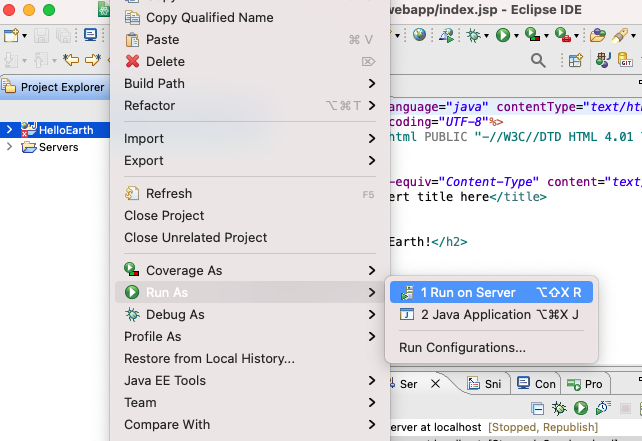 webapp/index.jsp - Eclipse IDE
Copy Qualified Name
Paste ⌘ V
Delete ⌦
Build Path
Refactor ⌥⌘T
Import
Export
Refresh F5
Close Project
Close Unrelated Project
Coverage As
Run As
Debug As
Profile As
Restore from Local History...
Java EE Tools
Team
Compare With
1 Run on Server ⌥⇧X R
2 Java Application ⌥⌘X J
Run Configurations...
Project Explorer
HelloEarth
Servers
language="java" contentType="text/ht
coding="UTF-8"%>
html PUBLIC "-//W3C//DTD HTML 4.01
-equiv="Content-Type" content="text/
ert title here</title>
Earth!</h2>
Ser
Sni
Con
Pro
erver at localhost [Stopped, Republish]